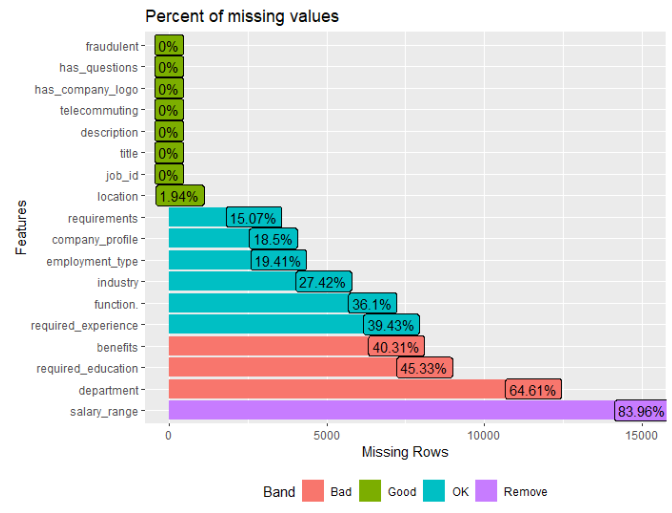 Percent of missing values
Features
fraudulent 0%
has_questions 0%
has_company_logo 0%
telecommuting 0%
description 0%
title 0%
job_id 0%
location 1.94%
requirements 15.07%
company_profile 18.5%
employment_type 19.41%
industry 27.42%
function. 36.1%
required_experience 39.43%
benefits 40.31%
required_education 45.33%
department 64.61%
salary_range 83.96%
0 5000 10000 15000
Missing Rows
Band Bad Good OK Remove